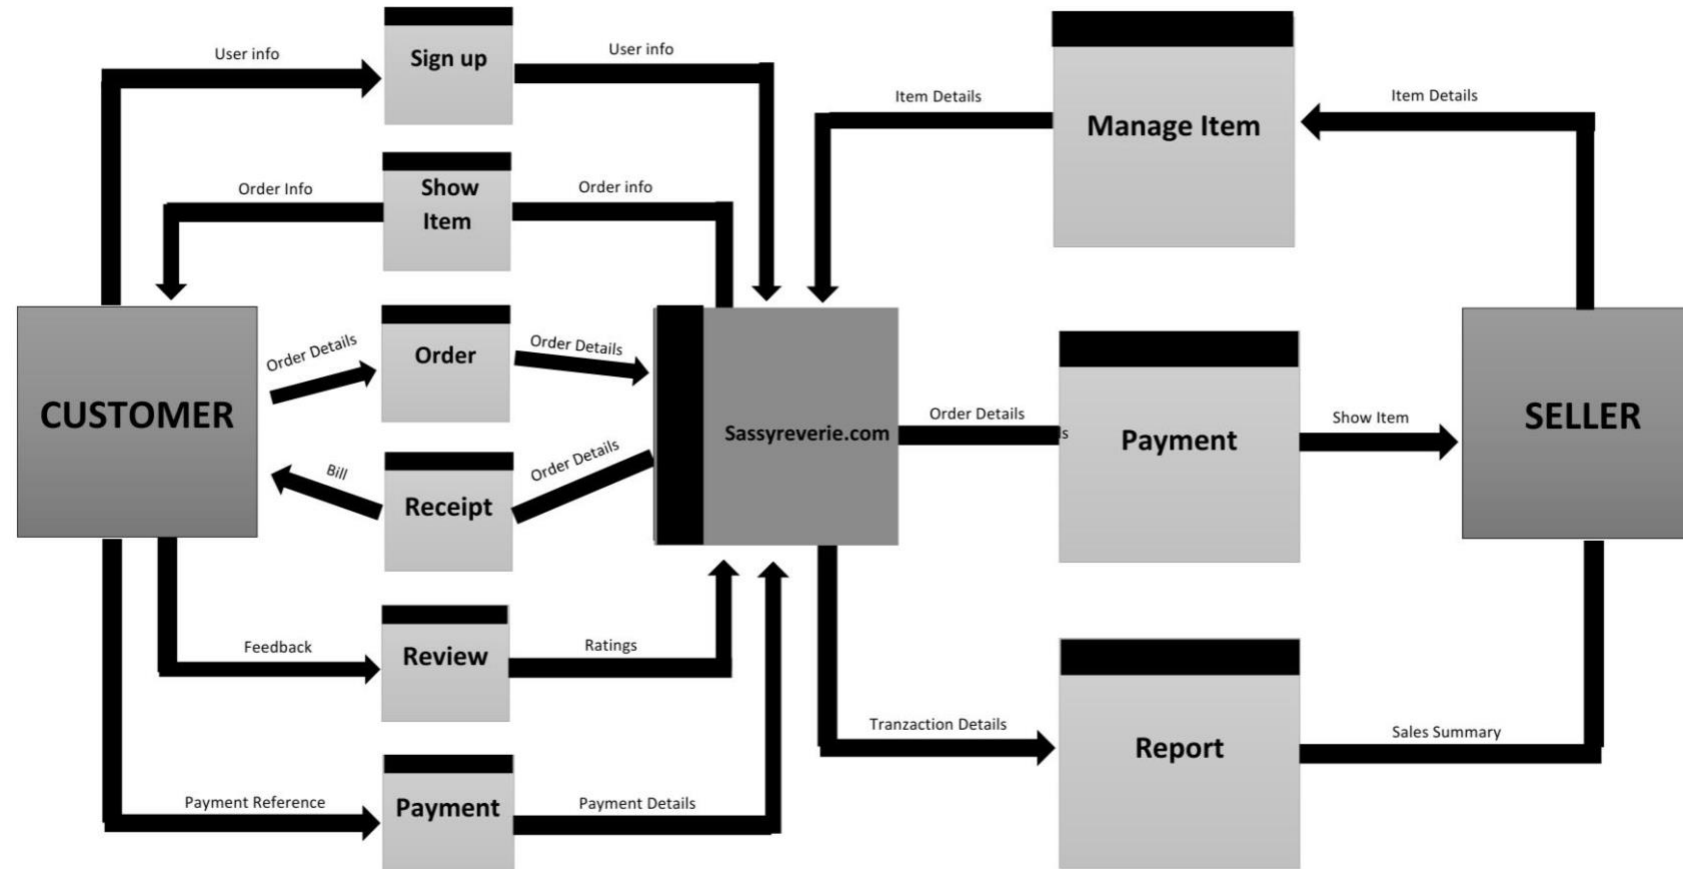 User info
Sign up
User info
Item Details
Manage Item
Item Details
Order Info
Show
Item
Order info
Order Details
Order
Order Details
CUSTOMER
Sassyreverie.com
Order Details
Payment
Show Item
SELLER
Bill
Receipt
Order Details
Feedback
Review
Ratings
Tranzaction Details
Report
Sales Summary
Payment Reference
Payment
Payment Details